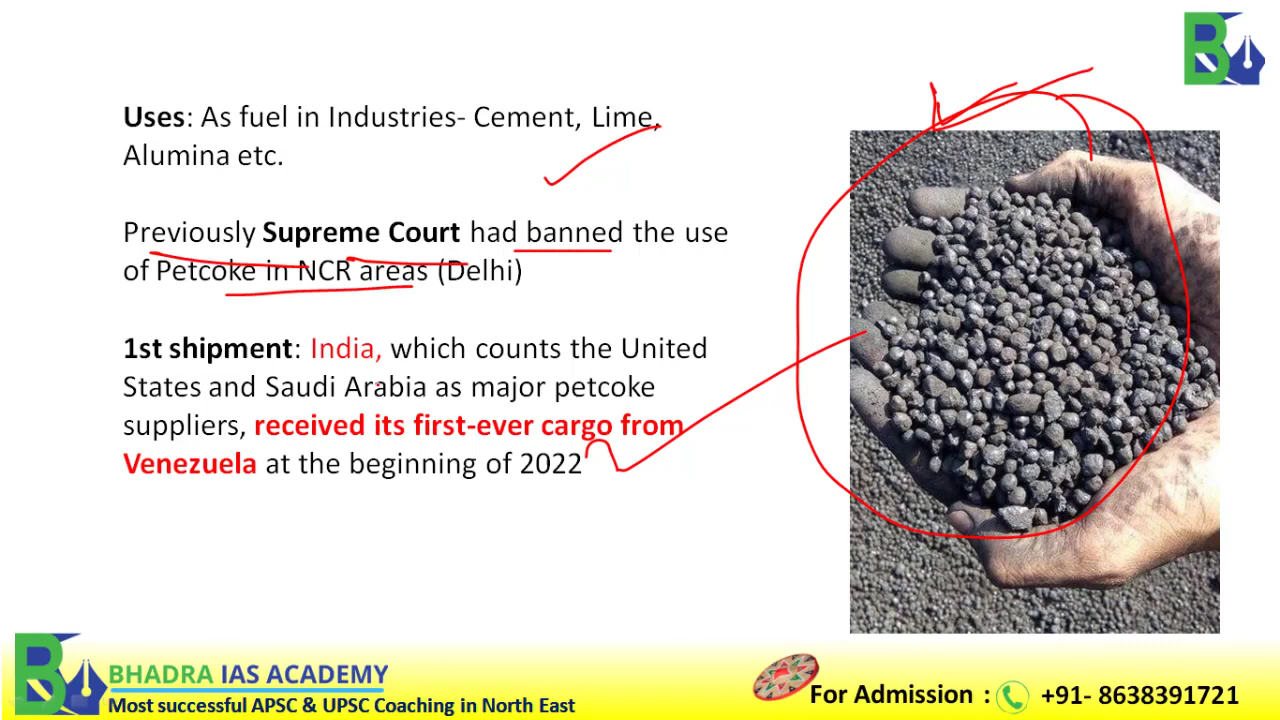 Uses: As fuel in Industries- Cement, Lime,
Alumina etc.
Previously Supreme Court had banned the use
of Petcoke in NCR areas (Delhi)
1st shipment: India, which counts the United
States and Saudi Arabia as major petcoke
suppliers, received its first-ever cargo from
Venezuela at the beginning of 2022
BHADRA IAS ACADEMY
Most successful APSC & UPSC Coaching in North East
For Admission : +91- 8638391721